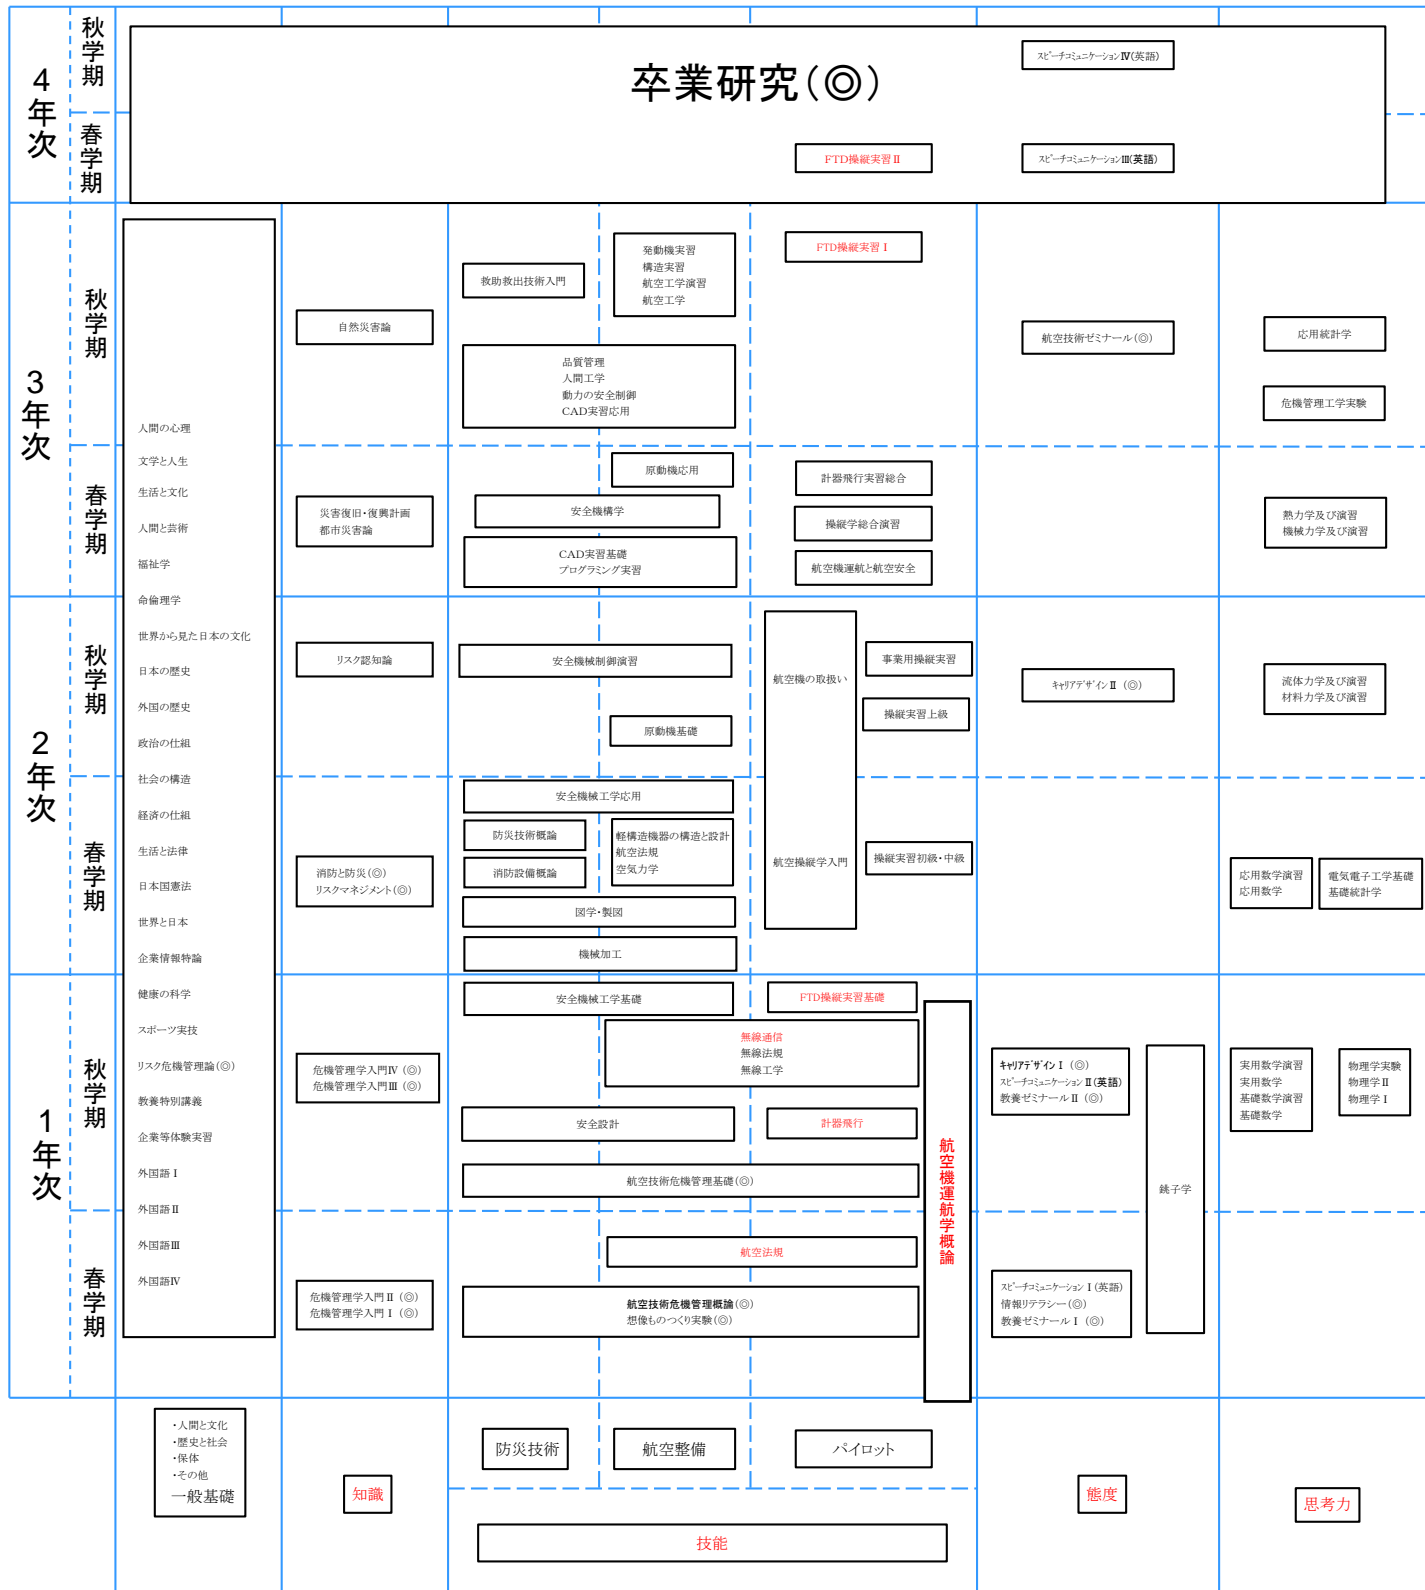 4年次
秋学期
卒業研究(◎)
スピーチコミュニケーションⅣ(英語)
春学期
FTD操縦実習Ⅱ
スピーチコミュニケーションⅢ(英語)
3年次
秋学期
救助救出技術入門
発動機実習
構造実習
航空工学演習
航空工学
FTD操縦実習Ⅰ
自然災害論
航空技術ゼミナール(◎)
応用統計学
品質管理
人間工学
動力の安全制御
CAD実習応用
危機管理工学実験
春学期
原動機応用
計器飛行実習総合
災害復旧・復興計画
都市災害論
安全機構学
操縦学総合演習
熱力学及び演習
機械力学及び演習
CAD実習基礎
プログラミング実習
航空機運航と航空安全
人間の心理
文学と人生
生活と文化
人間と芸術
福祉学
命倫理学
世界から見た日本の文化
日本の歴史
外国の歴史
政治の仕組
社会の構造
経済の仕組
生活と法律
日本国憲法
世界と日本
企業情報特論
健康の科学
スポーツ実技
リスク危機管理論(◎)
教養特別講義
企業等体験実習
外国語Ⅰ
外国語Ⅱ
外国語Ⅲ
外国語Ⅳ
2年次
秋学期
リスク認知論
安全機械制御演習
航空機の取扱い
事業用操縦実習
キャリアデザインⅡ (◎)
流体力学及び演習
材料力学及び演習
原動機基礎
操縦実習上級
春学期
安全機械工学応用
防災技術概論
軽構造機器の構造と設計
航空法規
空気力学
航空操縦学入門
操縦実習初級・中級
消防と防災(◎)
リスクマネジメント(◎)
消防設備概論
応用数学演習
応用数学
電気電子工学基礎
基礎統計学
図学・製図
機械加工
1年次
秋学期
安全機械工学基礎
FTD操縦実習基礎
無線通信
無線法規
無線工学
危機管理学入門Ⅳ (◎)
危機管理学入門Ⅲ (◎)
キャリアデザインⅠ (◎)
スピーチコミュニケーションⅡ(英語)
教養ゼミナールⅡ (◎)
実用数学演習
実用数学
基礎数学演習
基礎数学
物理学実験
物理学Ⅱ
物理学Ⅰ
安全設計
計器飛行
航空機運航学概論
銚子学
航空技術危機管理基礎(◎)
春学期
航空法規
危機管理学入門Ⅱ (◎)
危機管理学入門Ⅰ (◎)
航空技術危機管理概論(◎)
想像ものつくり実験(◎)
スピーチコミュニケーションⅠ(英語)
情報リテラシー(◎)
教養ゼミナールⅠ (◎)
・人間と文化
・歴史と社会
・保体
・その他
一般基礎
知識
防災技術
航空整備
パイロット
態度
思考力
技能